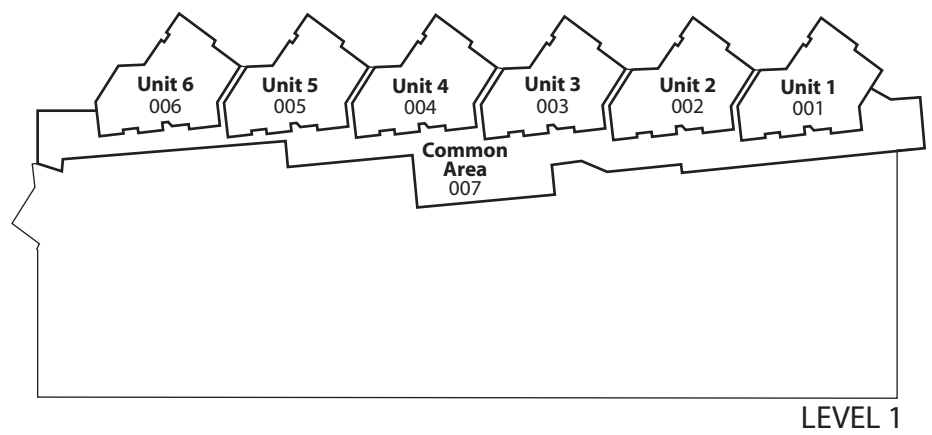 Unit 6
006
Unit 5
005
Unit 4
004
Unit 3
003
Unit 2
002
Unit 1
001
Common
Area
007
LEVEL 1